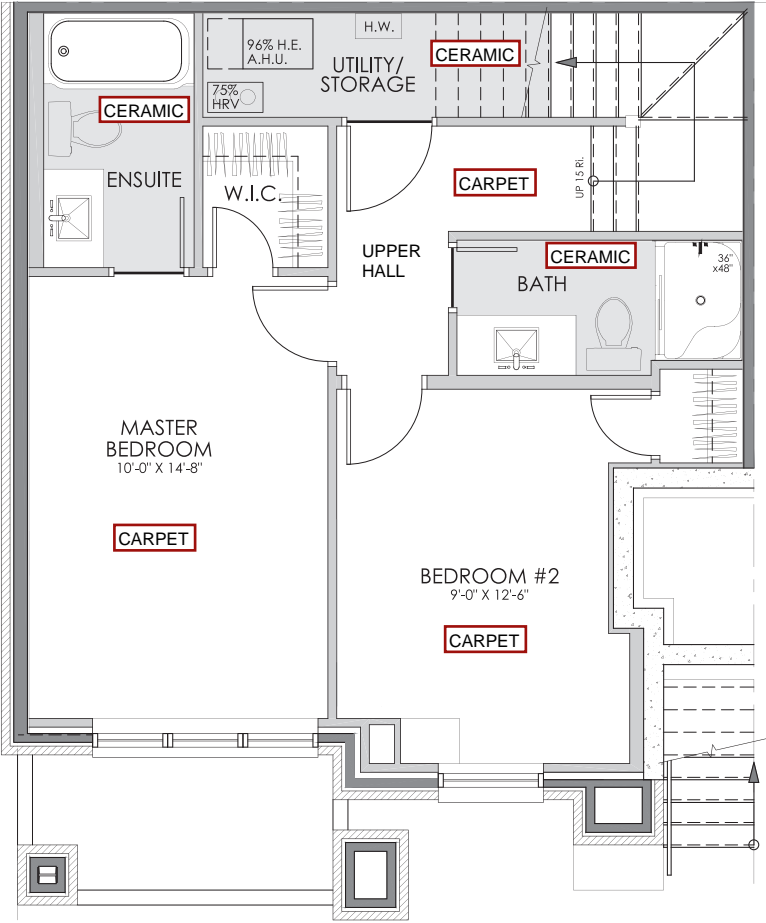 H.W.
96% H.E.
A.H.U.
UTILITY/
STORAGE
CERAMIC
75%
HRV
CERAMIC
ENSUITE
W.I.C.
CARPET
UP 15 Ri.
UPPER
HALL
CERAMIC
BATH
36"
x48"
MASTER
BEDROOM
10'-0" X 14'-8"
CARPET
BEDROOM #2
9'-0" X 12'-6"
CARPET